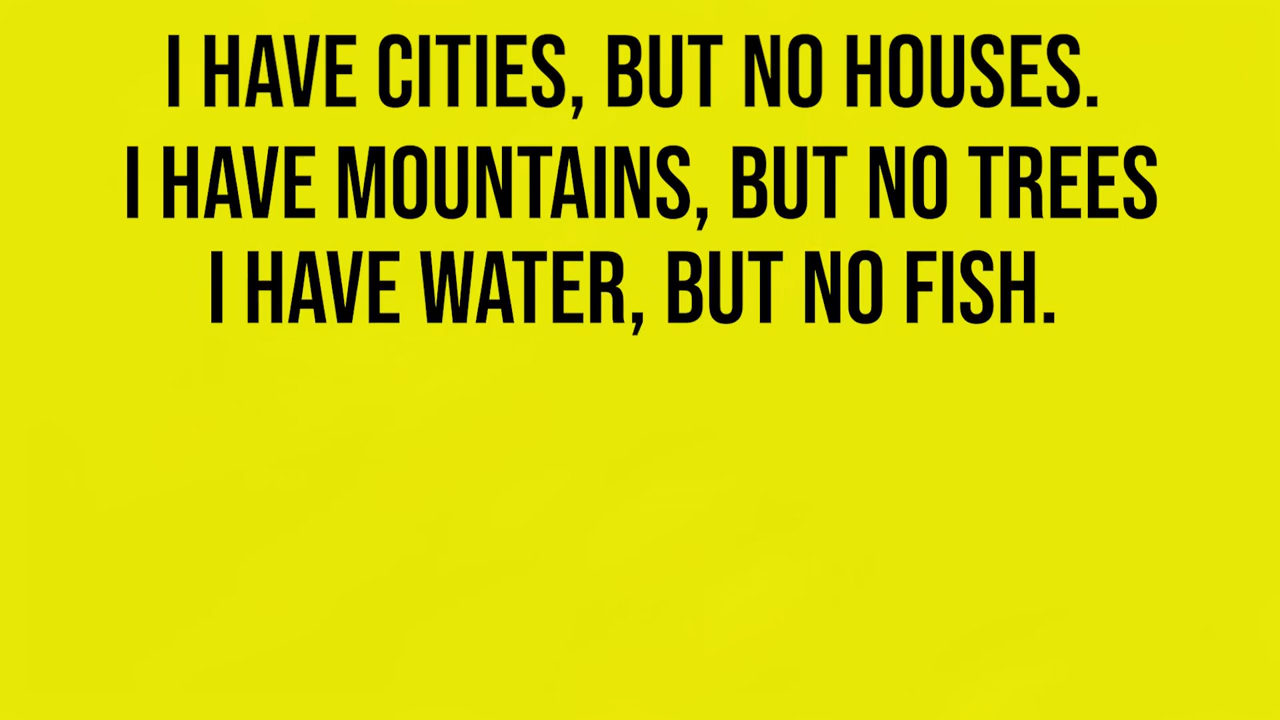 I HAVE CITIES, BUT NO HOUSES.
I HAVE MOUNTAINS, BUT NO TREES
I HAVE WATER, BUT NO FISH.